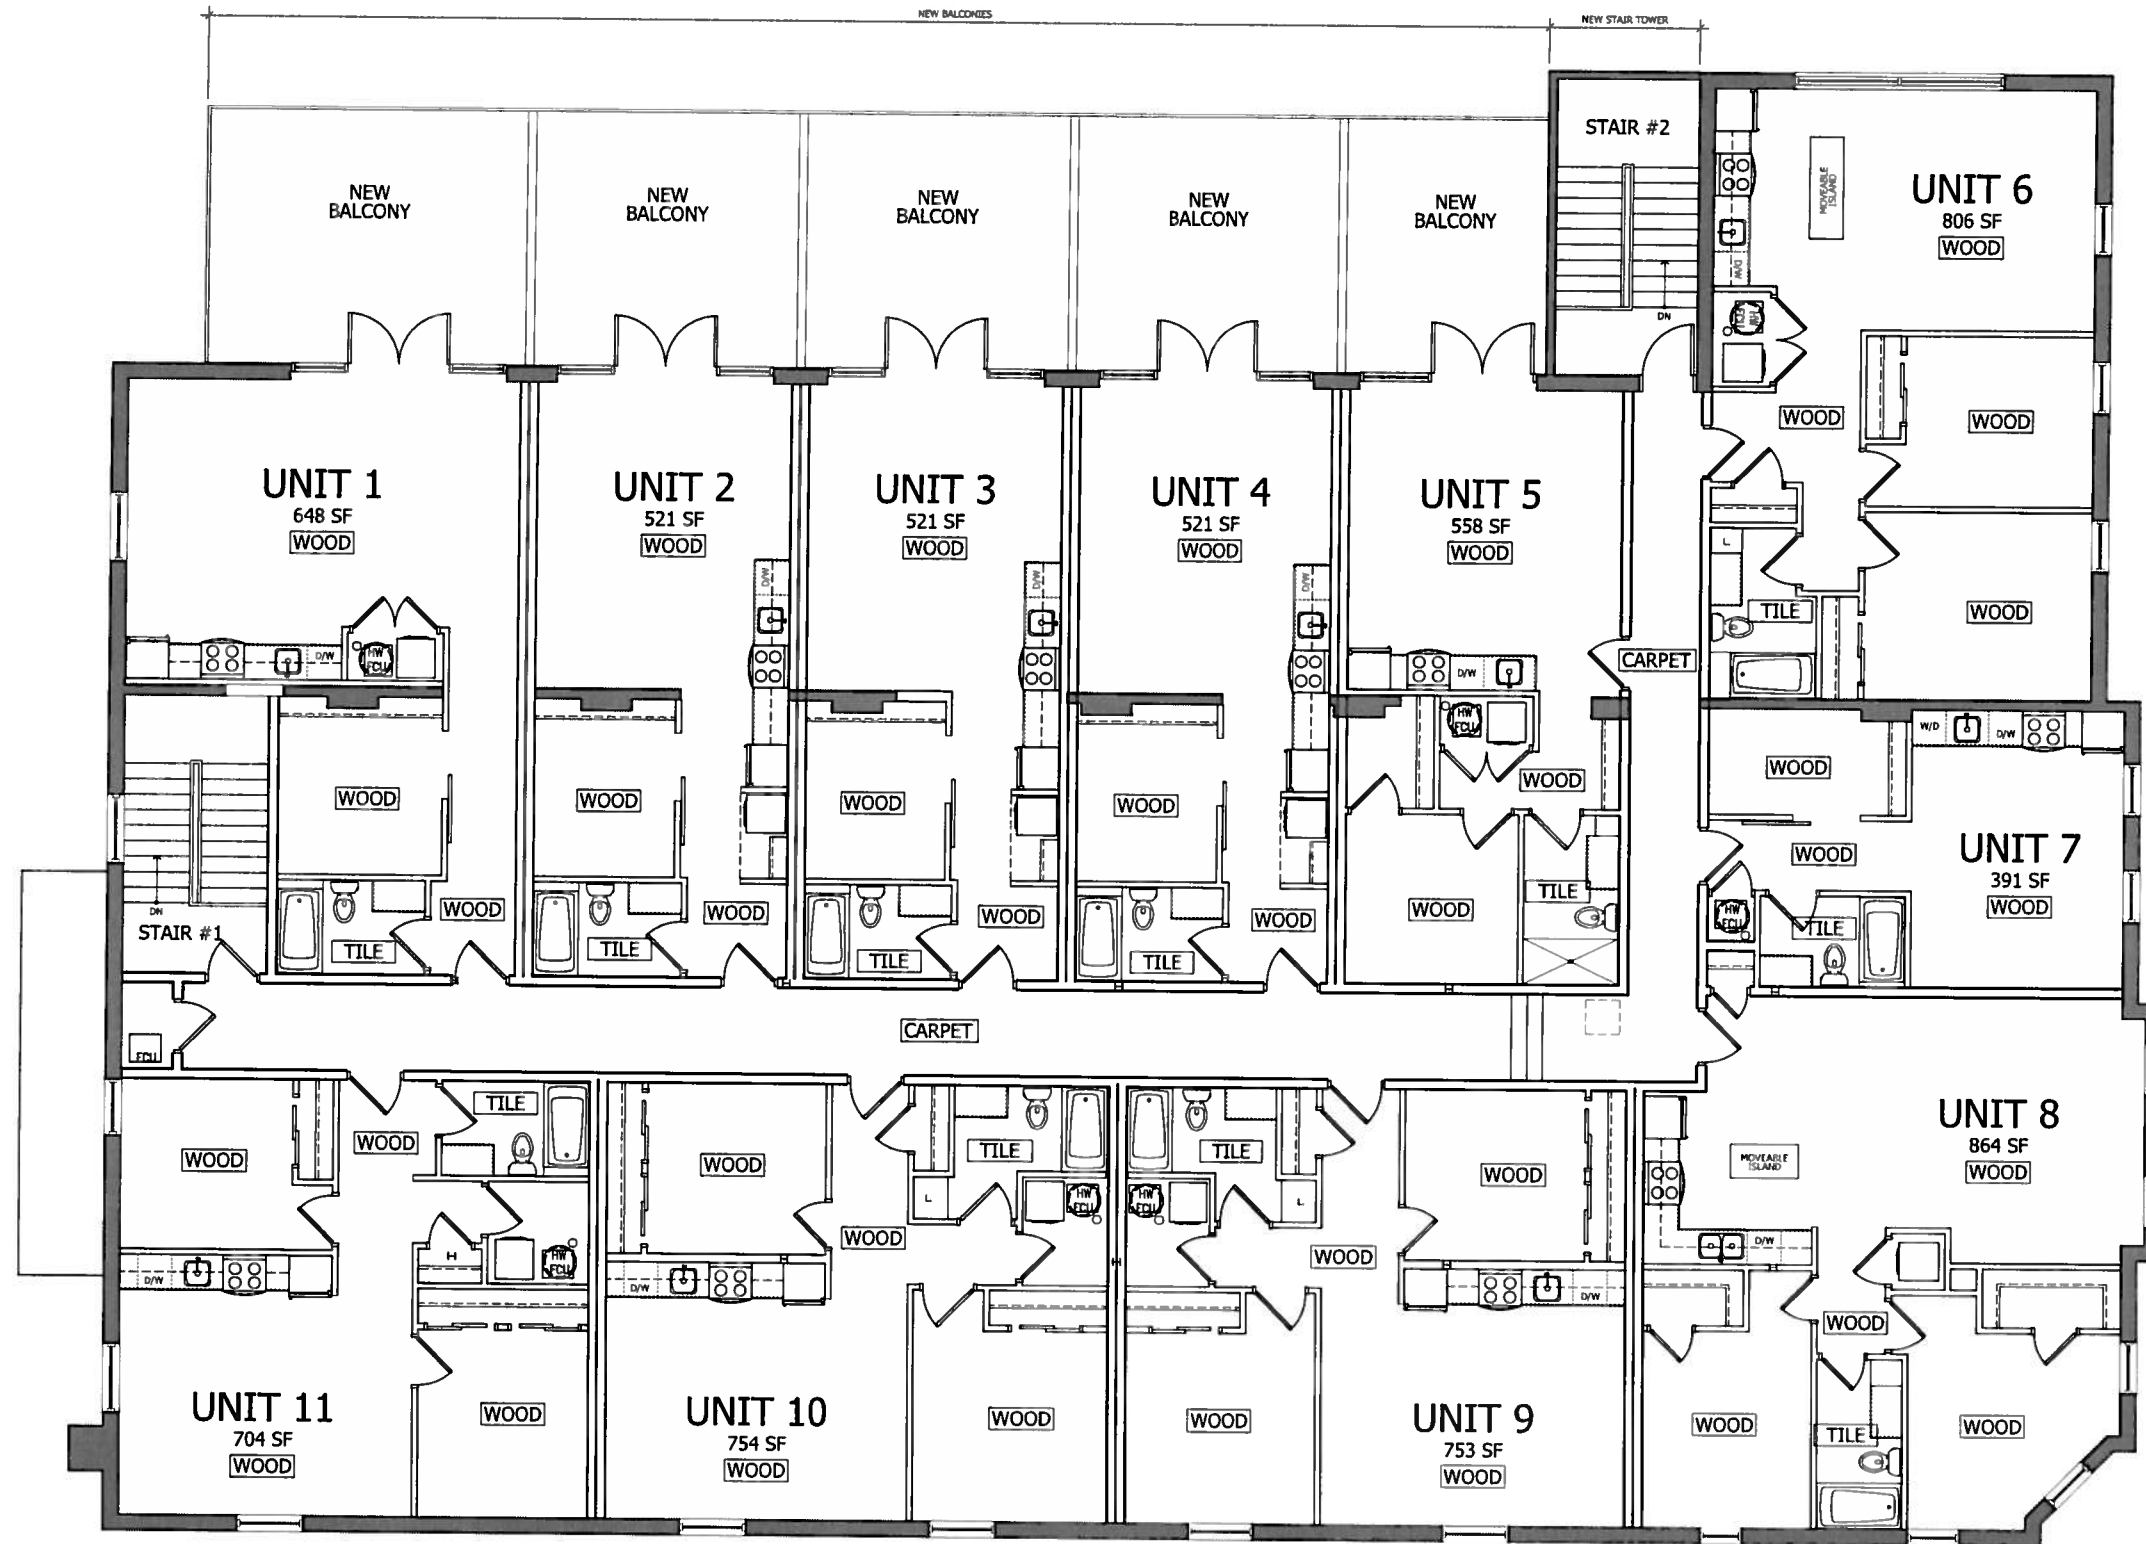 NEW BALCONIES
NEW STAIR TOWER
STAIR #2
DN
NEW
BALCONY
NEW
BALCONY
NEW
BALCONY
NEW
BALCONY
NEW
BALCONY
MOVEABLE
ISLAND
UNIT 6
806 SF
WOOD
D/W
HW
FCU
WOOD
WOOD
L
TILE
WOOD
UNIT 1
648 SF
WOOD
D/W
HW
FCU
UNIT 2
521 SF
WOOD
D/W
UNIT 3
521 SF
WOOD
D/W
UNIT 4
521 SF
WOOD
D/W
UNIT 5
558 SF
WOOD
D/W
CARPET
HW
FCU
WOOD
WOOD
TILE
WOOD
WOOD
TILE
WOOD
WOOD
TILE
WOOD
WOOD
TILE
WOOD
WOOD
TILE
WOOD
DN
STAIR #1
W/D
D/W
WOOD
WOOD
UNIT 7
391 SF
WOOD
HW
FCU
TILE
FCU
CARPET
WOOD
WOOD
TILE
D/W
H
HW
FCU
WOOD
UNIT 11
704 SF
WOOD
WOOD
WOOD
TILE
L
HW
FCU
D/W
UNIT 10
754 SF
WOOD
WOOD
TILE
HW
FCU
L
WOOD
WOOD
D/W
WOOD
UNIT 9
753 SF
WOOD
MOVEABLE
ISLAND
UNIT 8
864 SF
WOOD
D/W
WOOD
WOOD
TILE
WOOD